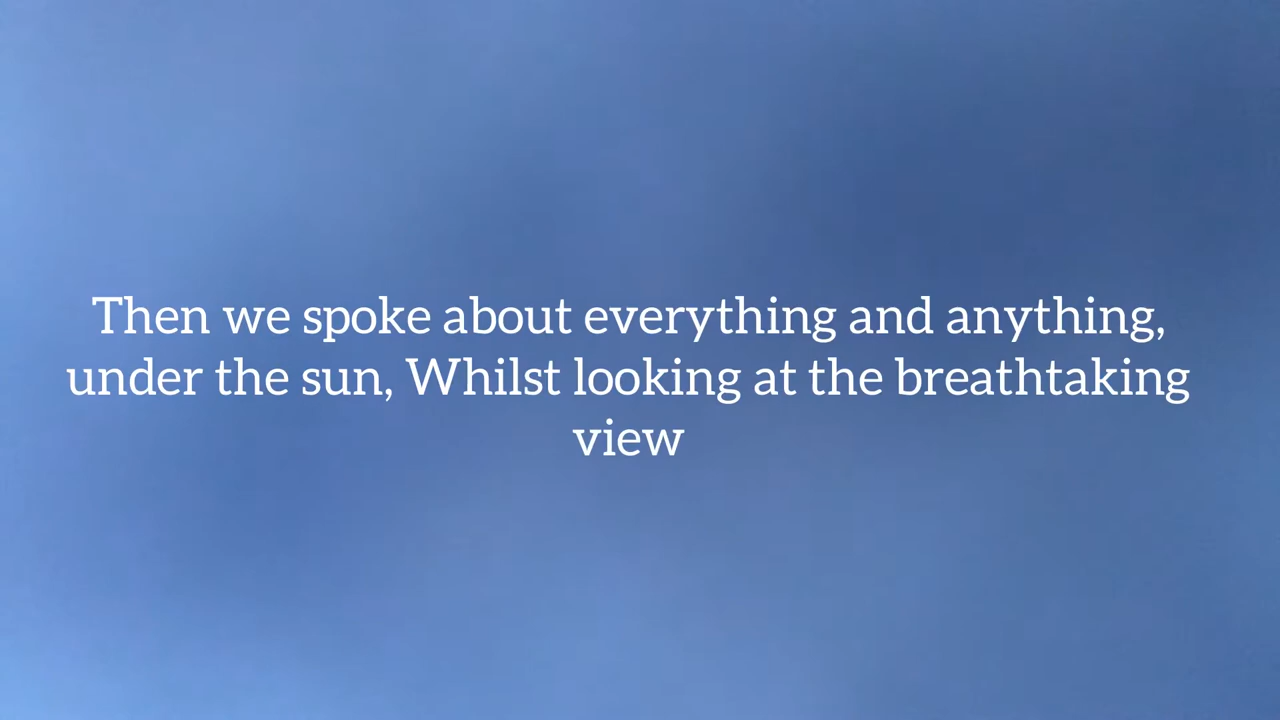 Then we spoke about everything and anything,
under the sun, Whilst looking at the breathtaking
view